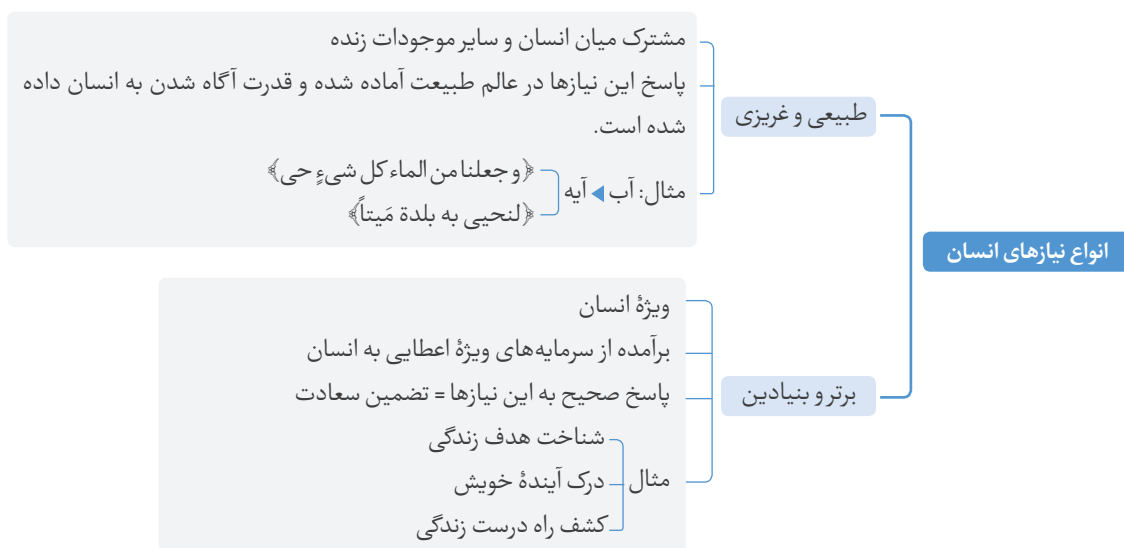 انواع نیازهای انسان
طبیعی و غریزی
مشترک میان انسان و سایر موجودات زنده
پاسخ این نیازها در عالم طبیعت آماده شده و قدرت آگاه شدن به انسان داده
شده است.
مثال: آب ◀ آیه
﴿و جعلنا من الماء کل شیءٍ حی﴾
﴿لنحیی به بلدة مَیتاً﴾
برتر و بنیادین
ویژهٔ انسان
برآمده از سرمایه‌های ویژهٔ اعطایی به انسان
پاسخ صحیح به این نیازها = تضمین سعادت
مثال
شناخت هدف زندگی
درک آیندهٔ خویش
کشف راه درست زندگی